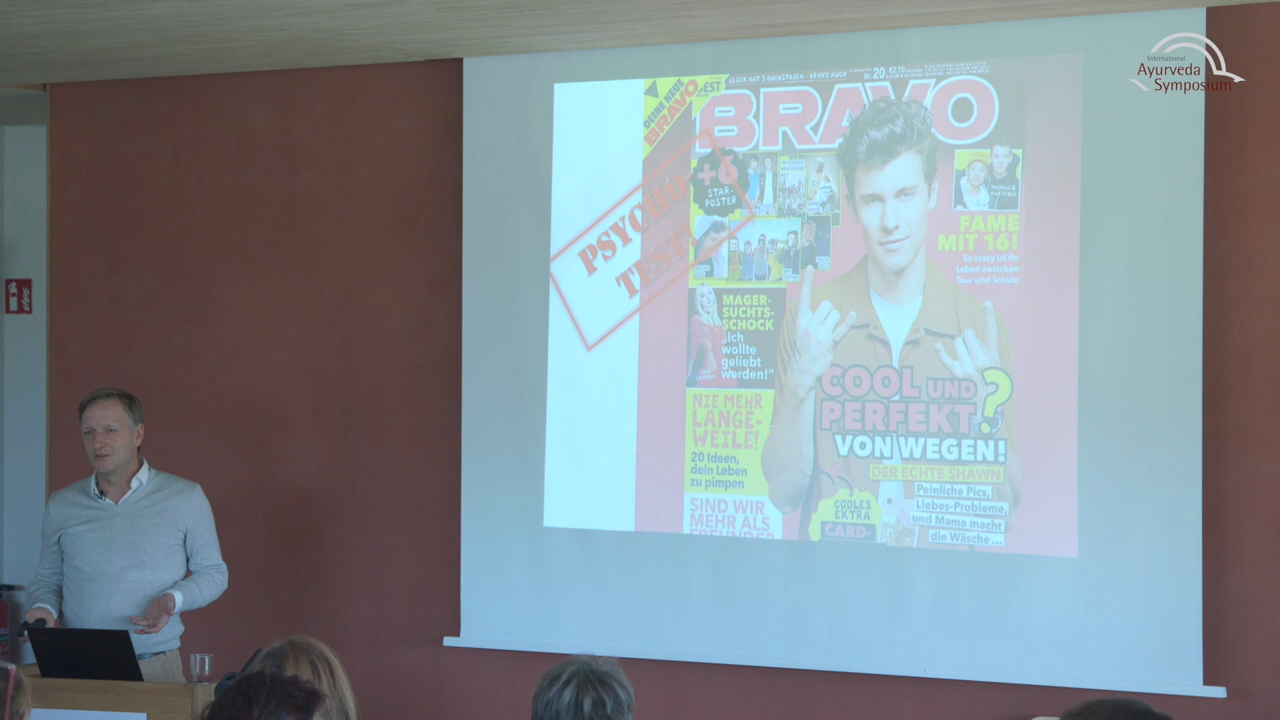 International
Ayurveda
Symposium
DEINE NEUE
BRAVO
Nr. 20
BRAVO
PSYCHO-
TEST!
+6
STAR-
POSTER
FAME
MIT 16!
So crazy ist ihr
Leben zwischen
Tour und Schule
MAGER-
SUCHTS-
SCHOCK
„Ich
wollte
geliebt
werden!"
NIE MEHR
LANGE-
WEILE!
20 Ideen,
dein Leben
zu pimpen
SIND WIR
MEHR ALS
FREUNDE?
COOL UND
PERFEKT?
VON WEGEN!
DER ECHTE SHAWN
Peinliche Pics,
Liebes-Probleme,
und Mama macht
die Wäsche ...
COOLES
EXTRA
CARD-